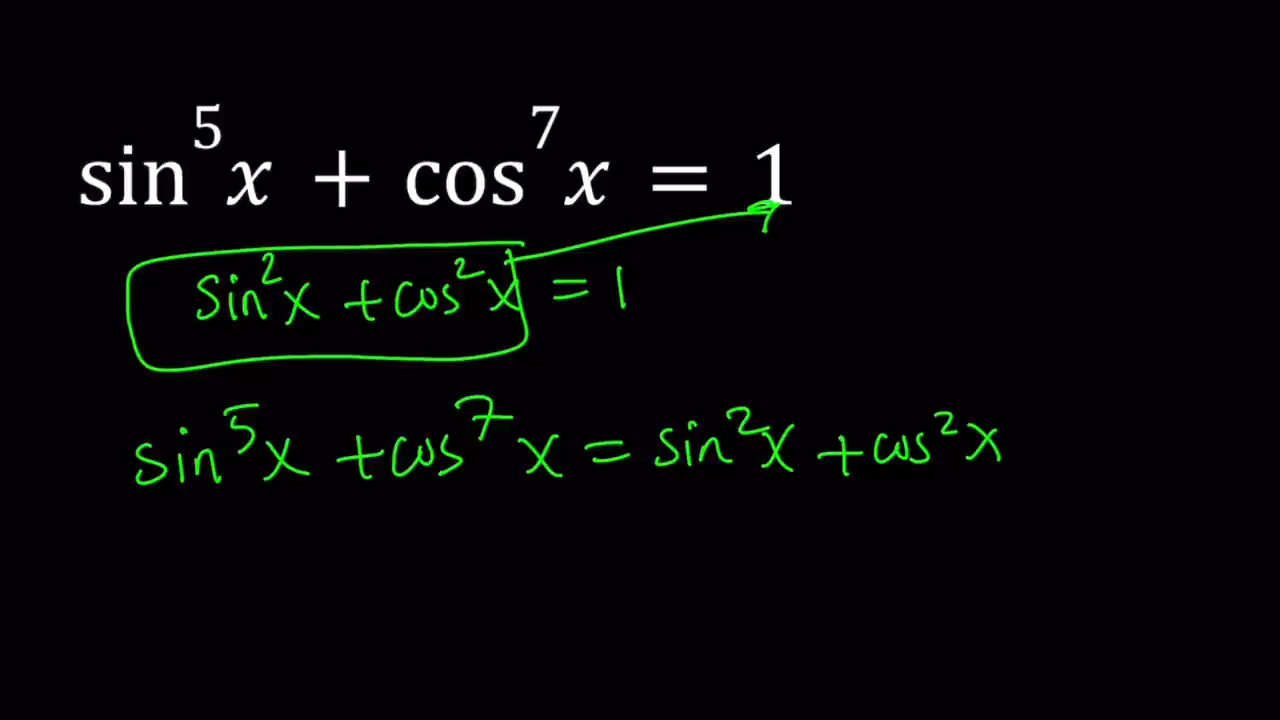 sin⁵x + cos⁷x = 1
sin²x + cos²x = 1
sin⁵x + cos⁷x = sin²x + cos²x